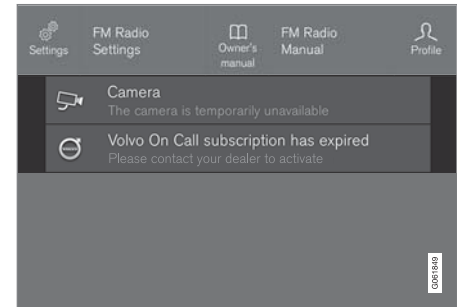 Settings
FM Radio
Settings
Owner's
manual
FM Radio
Manual
Profile
Camera
The camera is temporarily unavailable
Volvo On Call subscription has expired
Please contact your dealer to activate
G061849